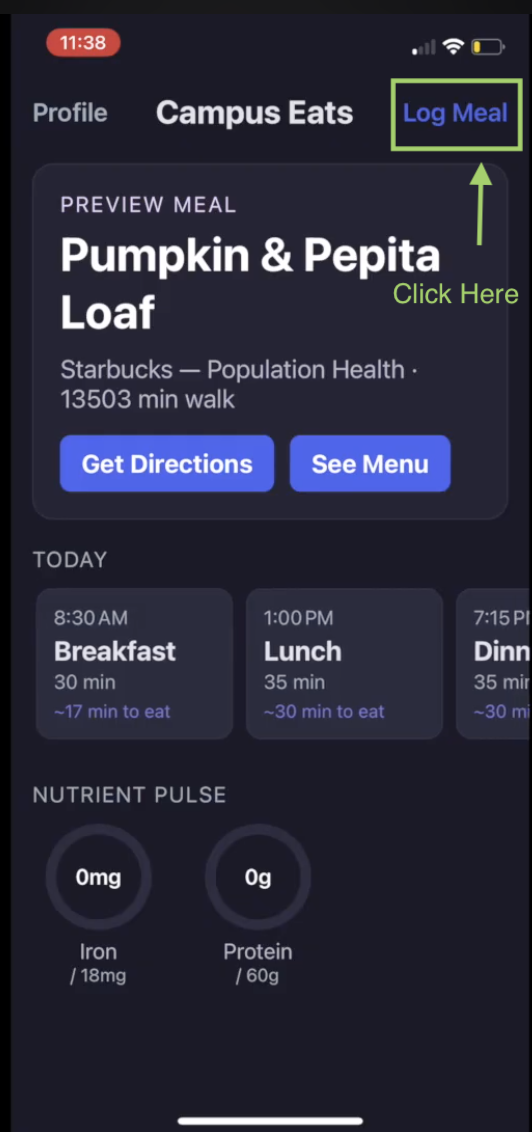 11:38
Profile
Campus Eats
Log Meal
PREVIEW MEAL
Pumpkin & Pepita
Loaf
Click Here
Starbucks — Population Health ·
13503 min walk
Get Directions
See Menu
TODAY
8:30 AM
Breakfast
30 min
~17 min to eat
1:00 PM
Lunch
35 min
~30 min to eat
7:15 P
Dinn
35 mi
~30 m
NUTRIENT PULSE
0mg
Iron
/ 18mg
0g
Protein
/ 60g